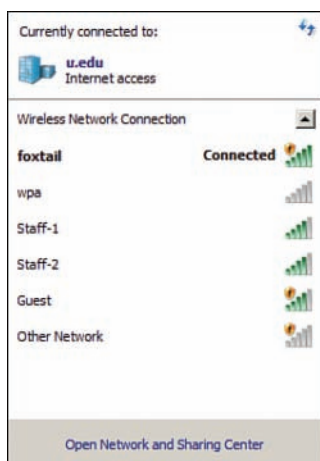 Currently connected to:
u.edu
Internet access
Wireless Network Connection
foxtail Connected
wpa
Staff-1
Staff-2
Guest
Other Network
Open Network and Sharing Center